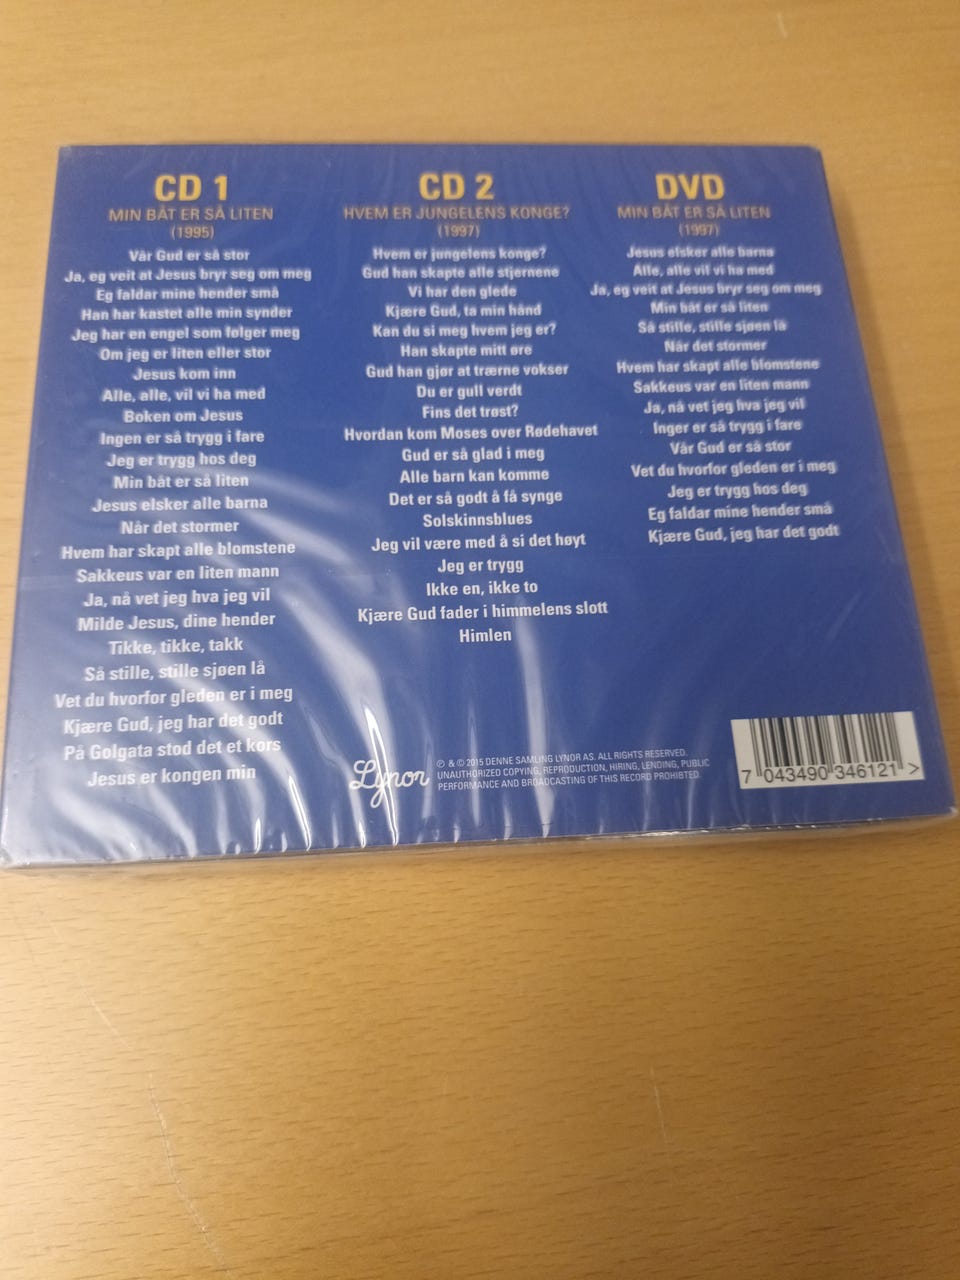 CD 1
MIN BÅT ER SÅ LITEN
(1995)
Vår Gud er så stor
Ja, eg veit at Jesus bryr seg om meg
Eg faldar mine hender små
Han har kastet alle min synder
Jeg har en engel som følger meg
Om jeg er liten eller stor
Jesus kom inn
Alle, alle, vil vi ha med
Boken om Jesus
Ingen er så trygg i fare
Jeg er trygg hos deg
Min båt er så liten
Jesus elsker alle barna
Når det stormer
Hvem har skapt alle blomstene
Sakkeus var en liten mann
Ja, nå vet jeg hva jeg vil
Milde Jesus, dine hender
Tikke, tikke, takk
Så stille, stille sjøen lå
Vet du hvorfor gleden er i meg
Kjære Gud, jeg har det godt
På Golgata stod det et kors
Jesus er kongen min
CD 2
HVEM ER JUNGELENS KONGE?
(1997)
Hvem er jungelens konge?
Gud han skapte alle stjernene
Vi har den glede
Kjære Gud, ta min hånd
Kan du si meg hvem jeg er?
Han skapte mitt øre
Gud han gjør at trærne vokser
Du er gull verdt
Fins det trøst?
Hvordan kom Moses over Rødehavet
Gud er så glad i meg
Alle barn kan komme
Det er så godt å få synge
Solskinnsblues
Jeg vil være med å si det høyt
Jeg er trygg
Ikke en, ikke to
Kjære Gud fader i himmelens slott
Himlen
DVD
MIN BÅT ER SÅ LITEN
(1997)
Jesus elsker alle barna
Alle, alle vil vi ha med
Ja, eg veit at Jesus bryr seg om meg
Min båt er så liten
Så stille, stille sjøen lå
Når det stormer
Hvem har skapt alle blomstene
Sakkeus var en liten mann
Ja, nå vet jeg hva jeg vil
Inger er så trygg i fare
Vår Gud er så stor
Vet du hvorfor gleden er i meg
Jeg er trygg hos deg
Eg faldar mine hender små
Kjære Gud, jeg har det godt
Lynor
℗ & © 2015 DENNE SAMLING LYNOR AS. ALL RIGHTS RESERVED.
UNAUTHORIZED COPYING, REPRODUCTION, HIRING, LENDING, PUBLIC
PERFORMANCE AND BROADCASTING OF THIS RECORD PROHIBITED.
7 043490 346121 >